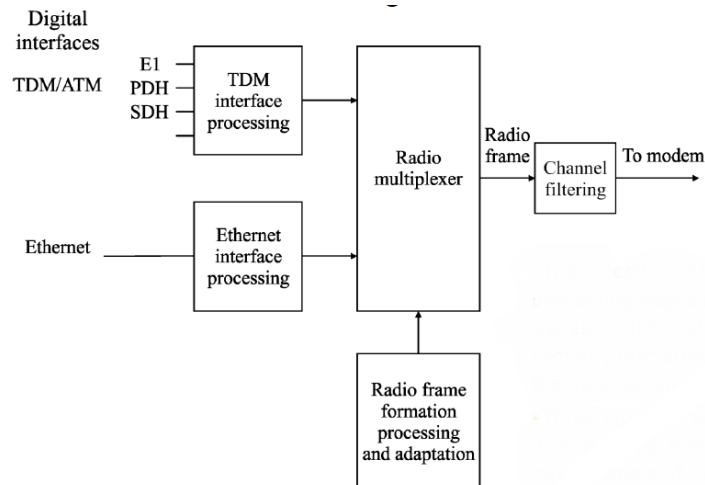 Digital
interfaces
TDM/ATM
E1
PDH
SDH
TDM
interface
processing
Radio
multiplexer
Radio
frame
Channel
filtering
To modem
Ethernet
Ethernet
interface
processing
Radio frame
formation
processing
and adaptation